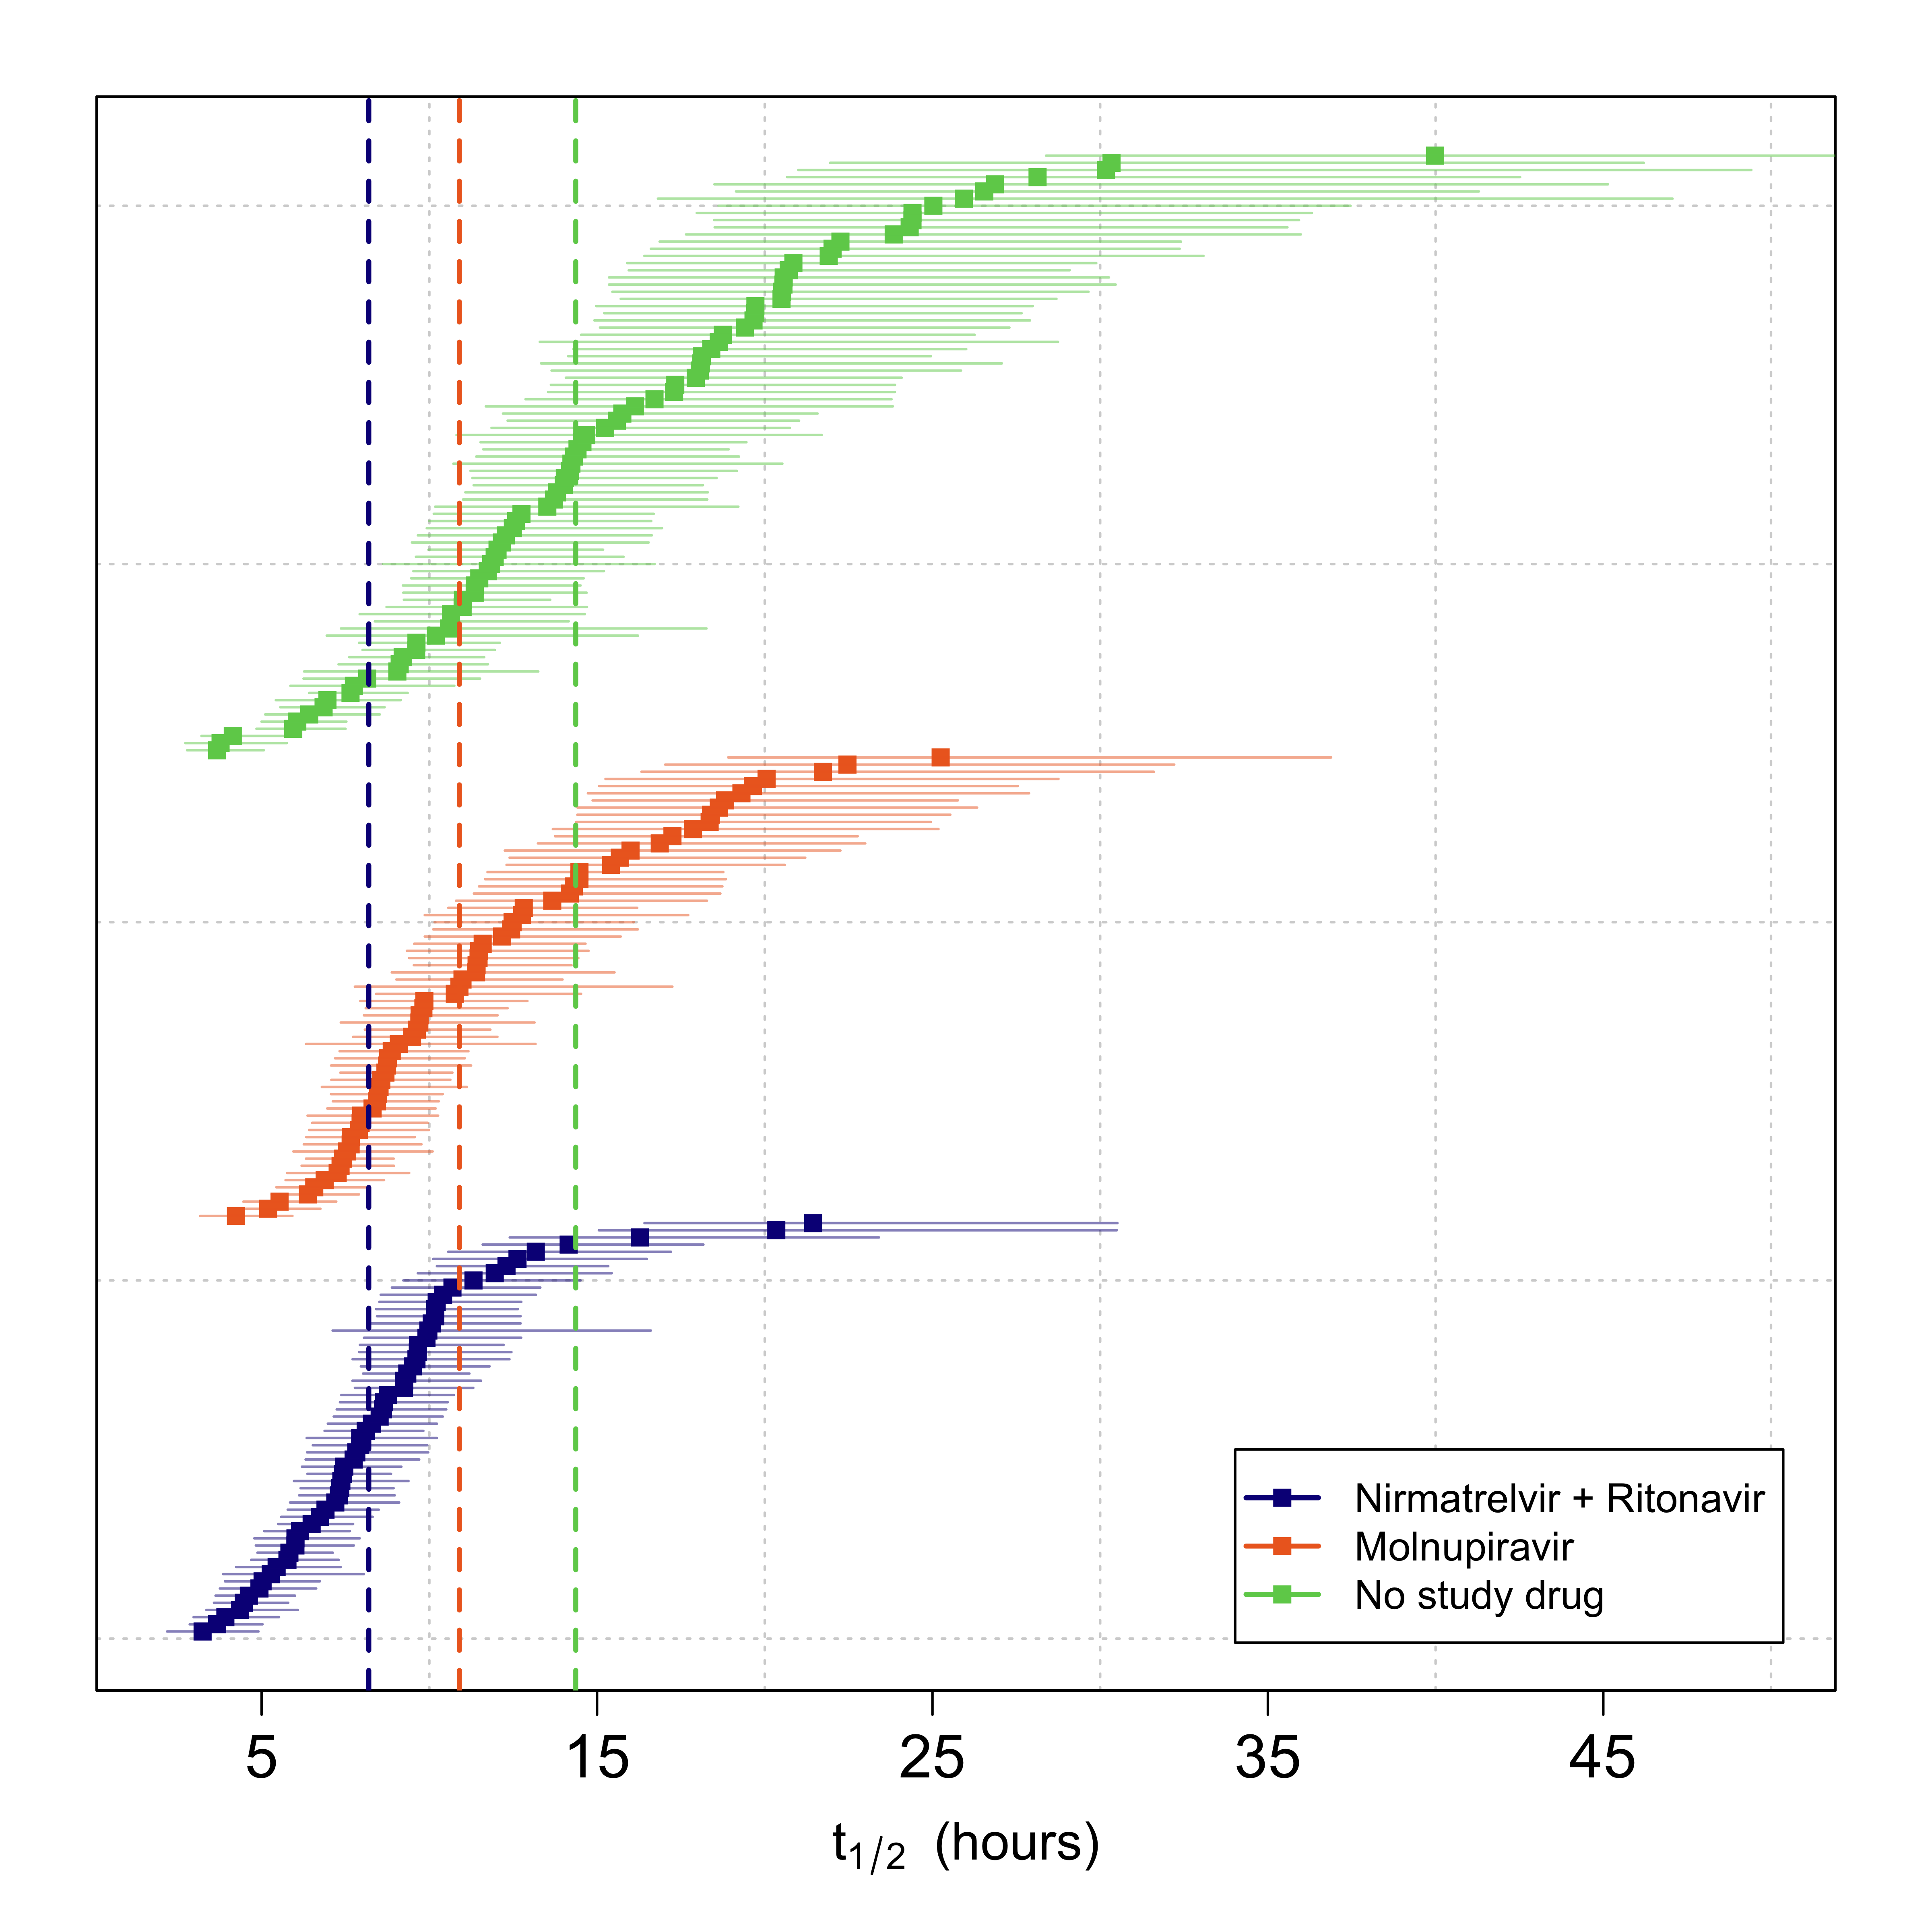 Nirmatrelvir + Ritonavir
Molnupiravir
No study drug
5 15 25 35 45
t1/2 (hours)